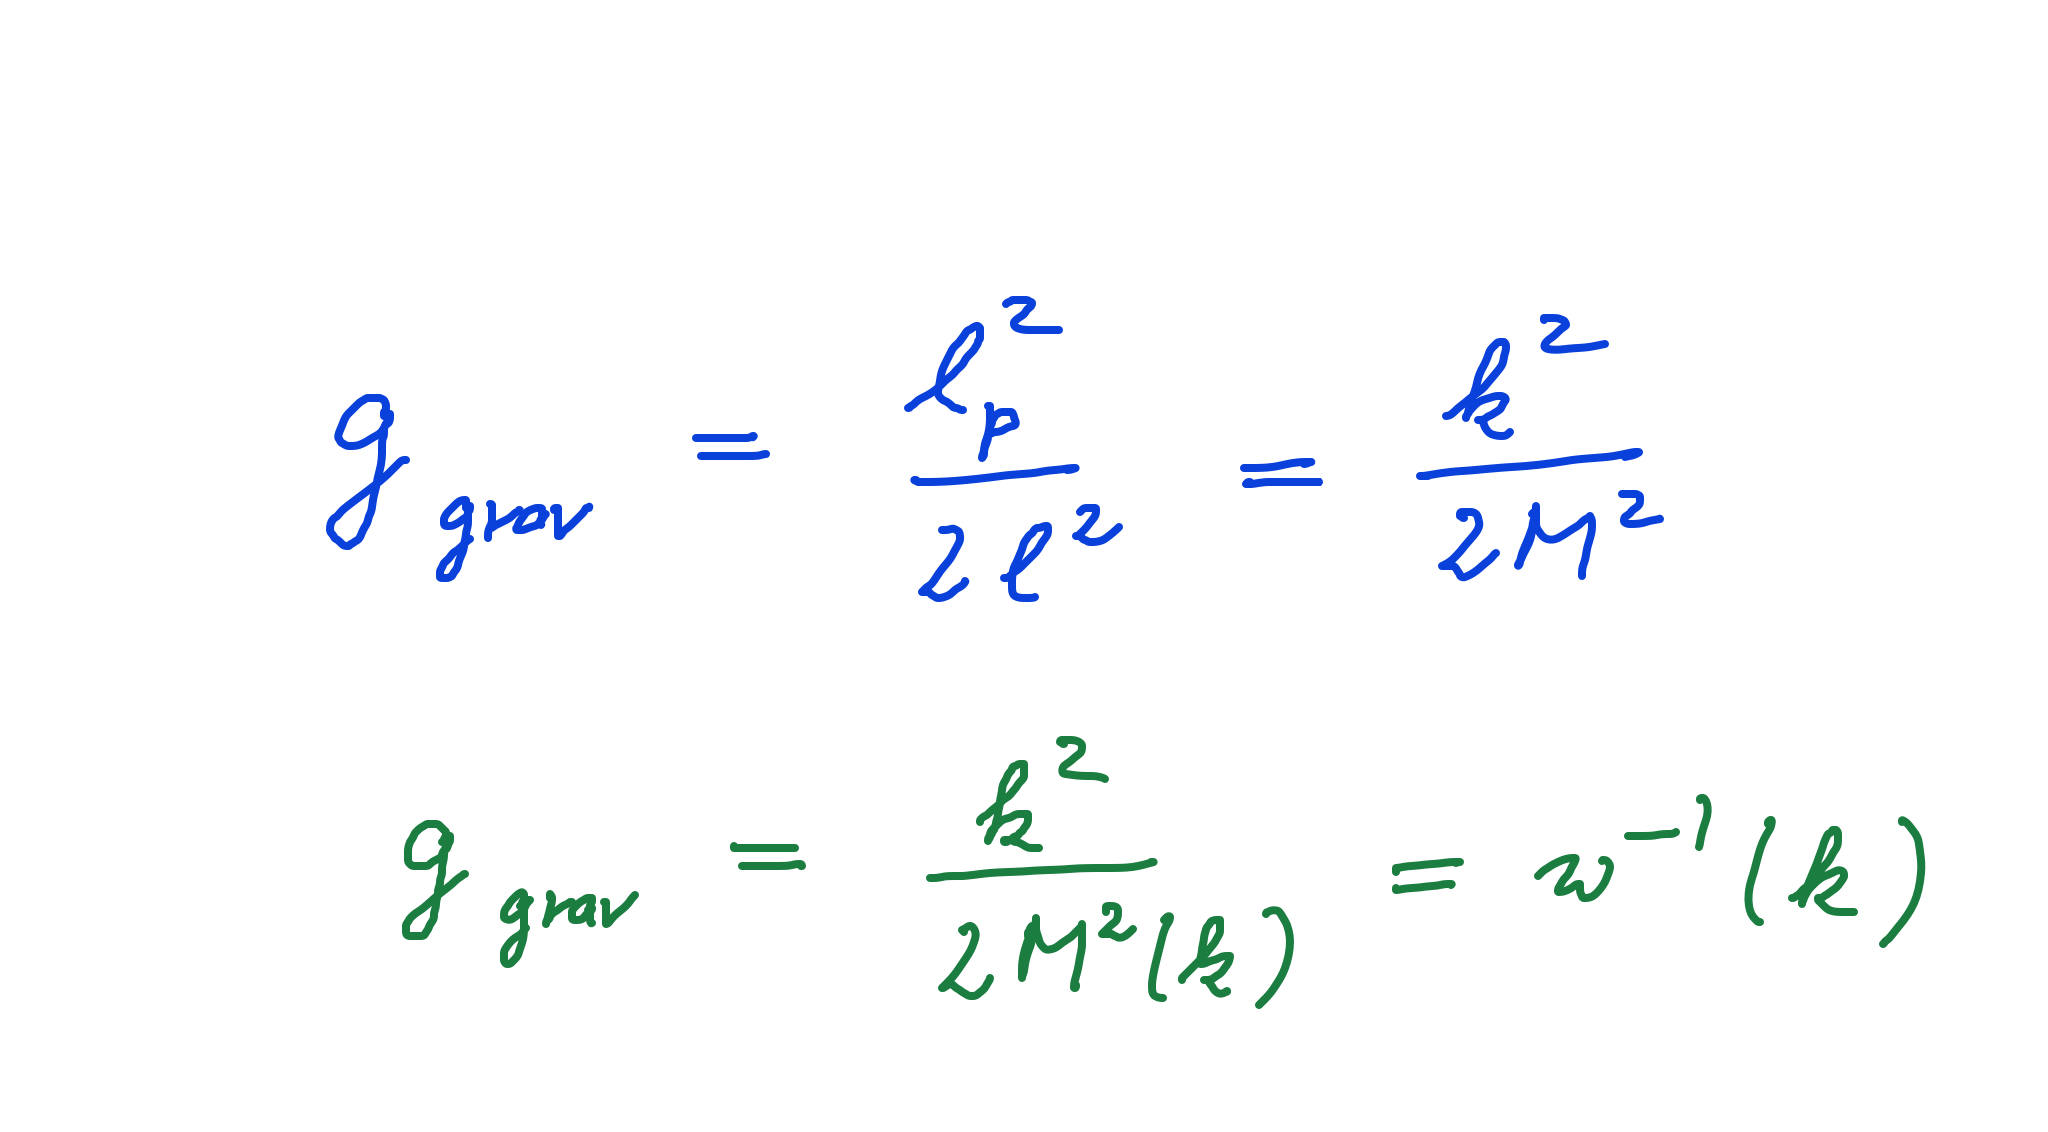 g_grav = l_p^2 / 2l^2 = k^2 / 2M^2
g_grav = k^2 / 2M^2(k) = w^-1(k)